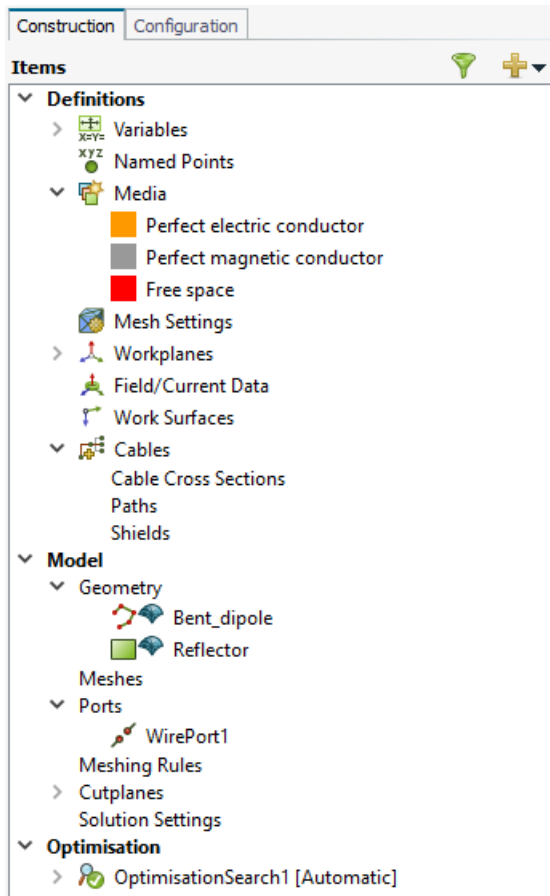 Construction Configuration
Items
Definitions
X=Y= Variables
xyz Named Points
Media
Perfect electric conductor
Perfect magnetic conductor
Free space
Mesh Settings
Workplanes
Field/Current Data
Work Surfaces
Cables
Cable Cross Sections
Paths
Shields
Model
Geometry
Bent_dipole
Reflector
Meshes
Ports
WirePort1
Meshing Rules
Cutplanes
Solution Settings
Optimisation
OptimisationSearch1 [Automatic]